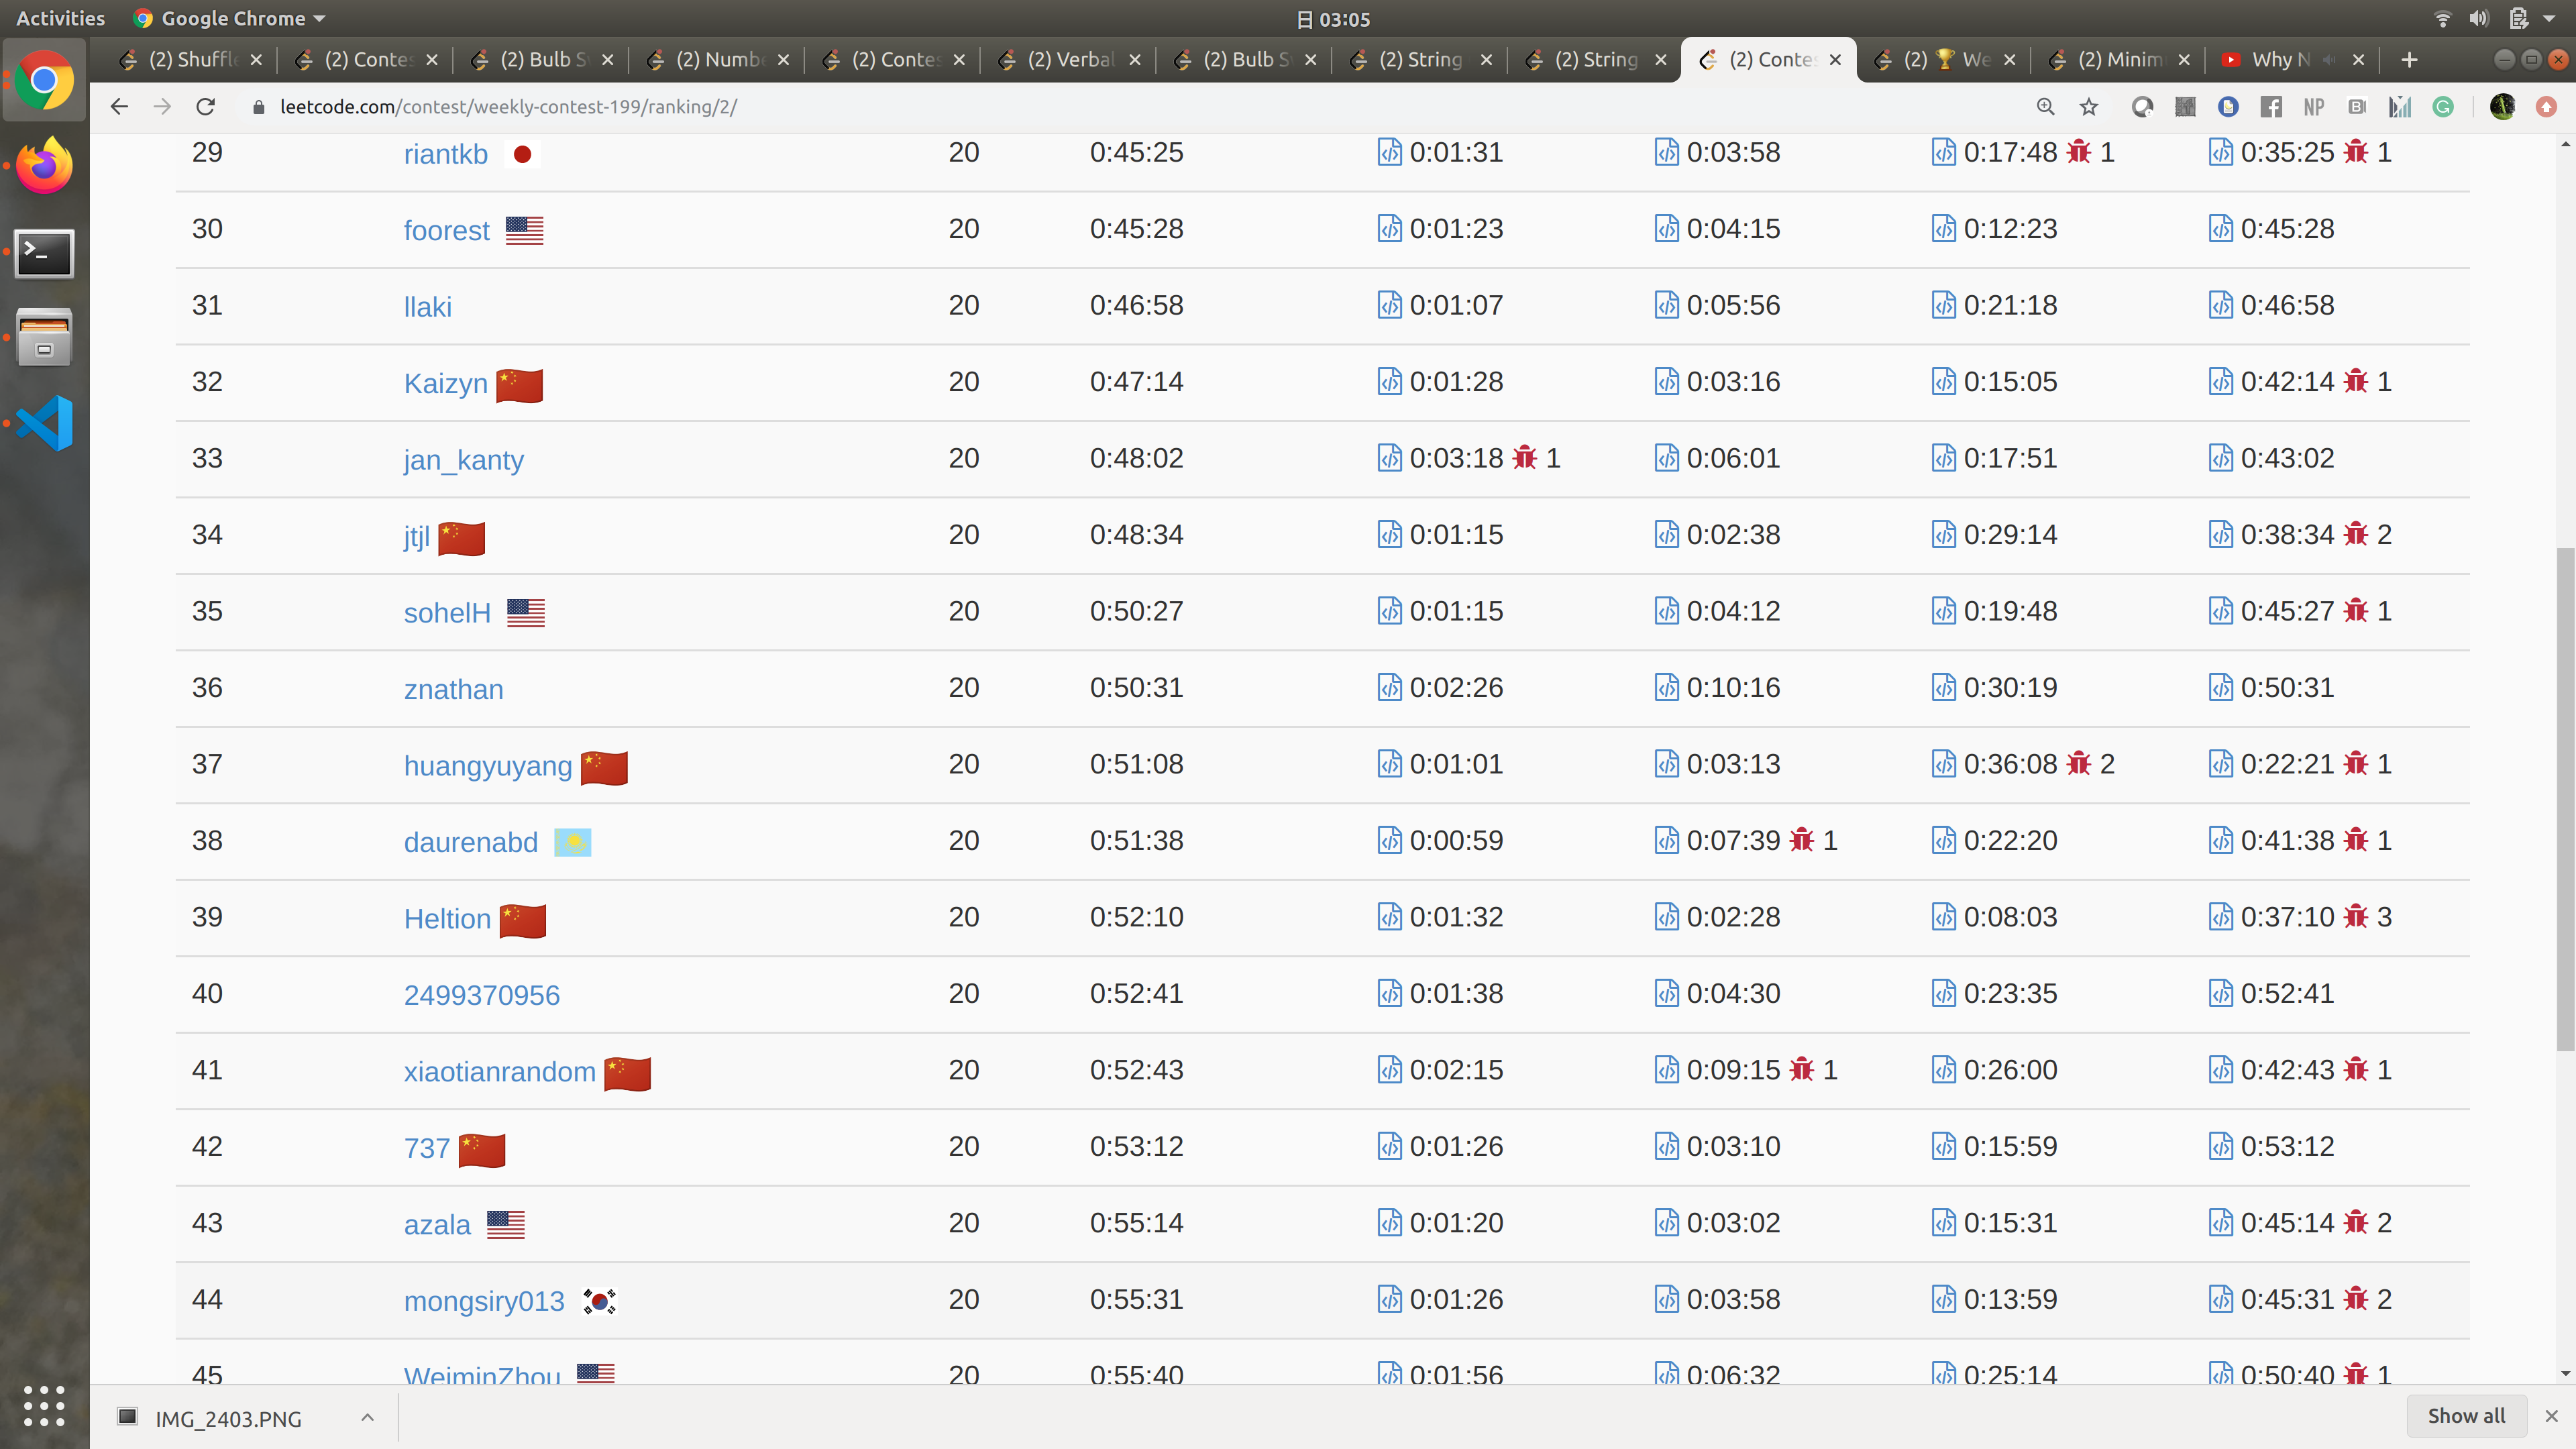 Activities Google Chrome 日 03:05
(2) Shuffle (2) Contes (2) Bulb S (2) Numbe (2) Contes (2) Verbal (2) Bulb S (2) String (2) String (2) Contes (2) 🏆 We (2) Minim Why N
leetcode.com/contest/weekly-contest-199/ranking/2/ NP
29 riantkb 20 0:45:25 0:01:31 0:03:58 0:17:48 1 0:35:25 1
30 foorest 20 0:45:28 0:01:23 0:04:15 0:12:23 0:45:28
31 llaki 20 0:46:58 0:01:07 0:05:56 0:21:18 0:46:58
32 Kaizyn 20 0:47:14 0:01:28 0:03:16 0:15:05 0:42:14 1
33 jan_kanty 20 0:48:02 0:03:18 1 0:06:01 0:17:51 0:43:02
34 jtjl 20 0:48:34 0:01:15 0:02:38 0:29:14 0:38:34 2
35 sohelH 20 0:50:27 0:01:15 0:04:12 0:19:48 0:45:27 1
36 znathan 20 0:50:31 0:02:26 0:10:16 0:30:19 0:50:31
37 huangyuyang 20 0:51:08 0:01:01 0:03:13 0:36:08 2 0:22:21 1
38 daurenabd 20 0:51:38 0:00:59 0:07:39 1 0:22:20 0:41:38 1
39 Heltion 20 0:52:10 0:01:32 0:02:28 0:08:03 0:37:10 3
40 2499370956 20 0:52:41 0:01:38 0:04:30 0:23:35 0:52:41
41 xiaotianrandom 20 0:52:43 0:02:15 0:09:15 1 0:26:00 0:42:43 1
42 737 20 0:53:12 0:01:26 0:03:10 0:15:59 0:53:12
43 azala 20 0:55:14 0:01:20 0:03:02 0:15:31 0:45:14 2
44 mongsiry013 20 0:55:31 0:01:26 0:03:58 0:13:59 0:45:31 2
45 WeiminZhou 20 0:55:40 0:01:56 0:06:32 0:25:14 0:50:40 1
IMG_2403.PNG Show all